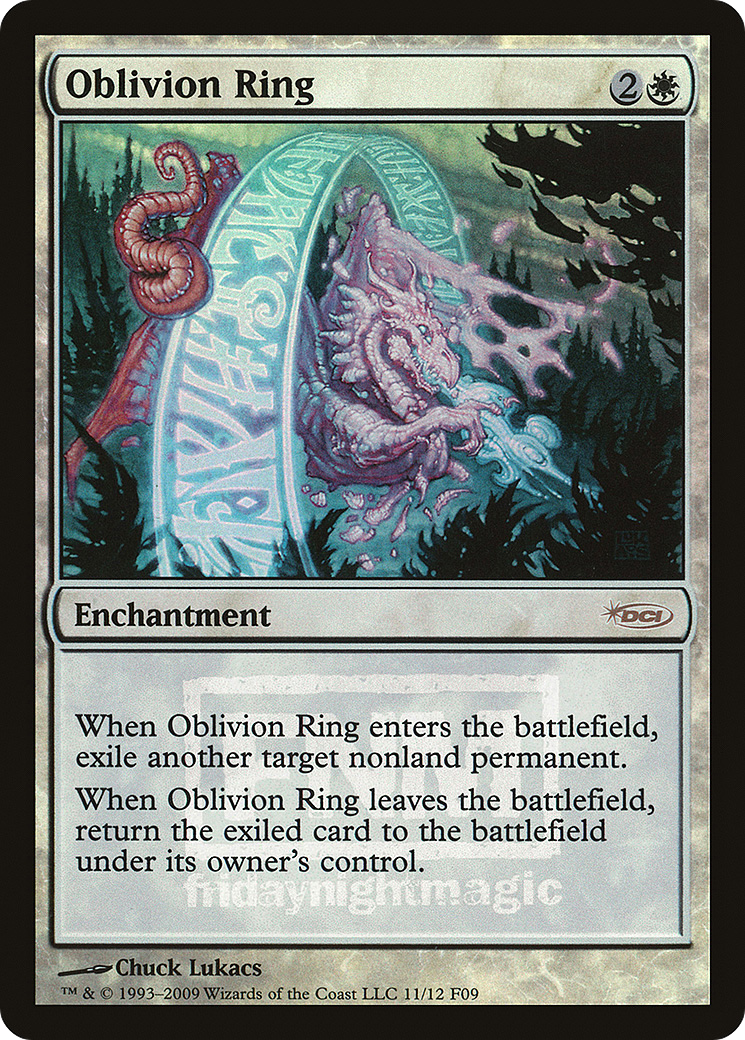 Oblivion Ring 2
Enchantment
DCI
When Oblivion Ring enters the battlefield,
exile another target nonland permanent.
When Oblivion Ring leaves the battlefield,
return the exiled card to the battlefield
under its owner's control.
FNM
fridaynightmagic
Chuck Lukacs
™ & © 1993–2009 Wizards of the Coast LLC 11/12 F09